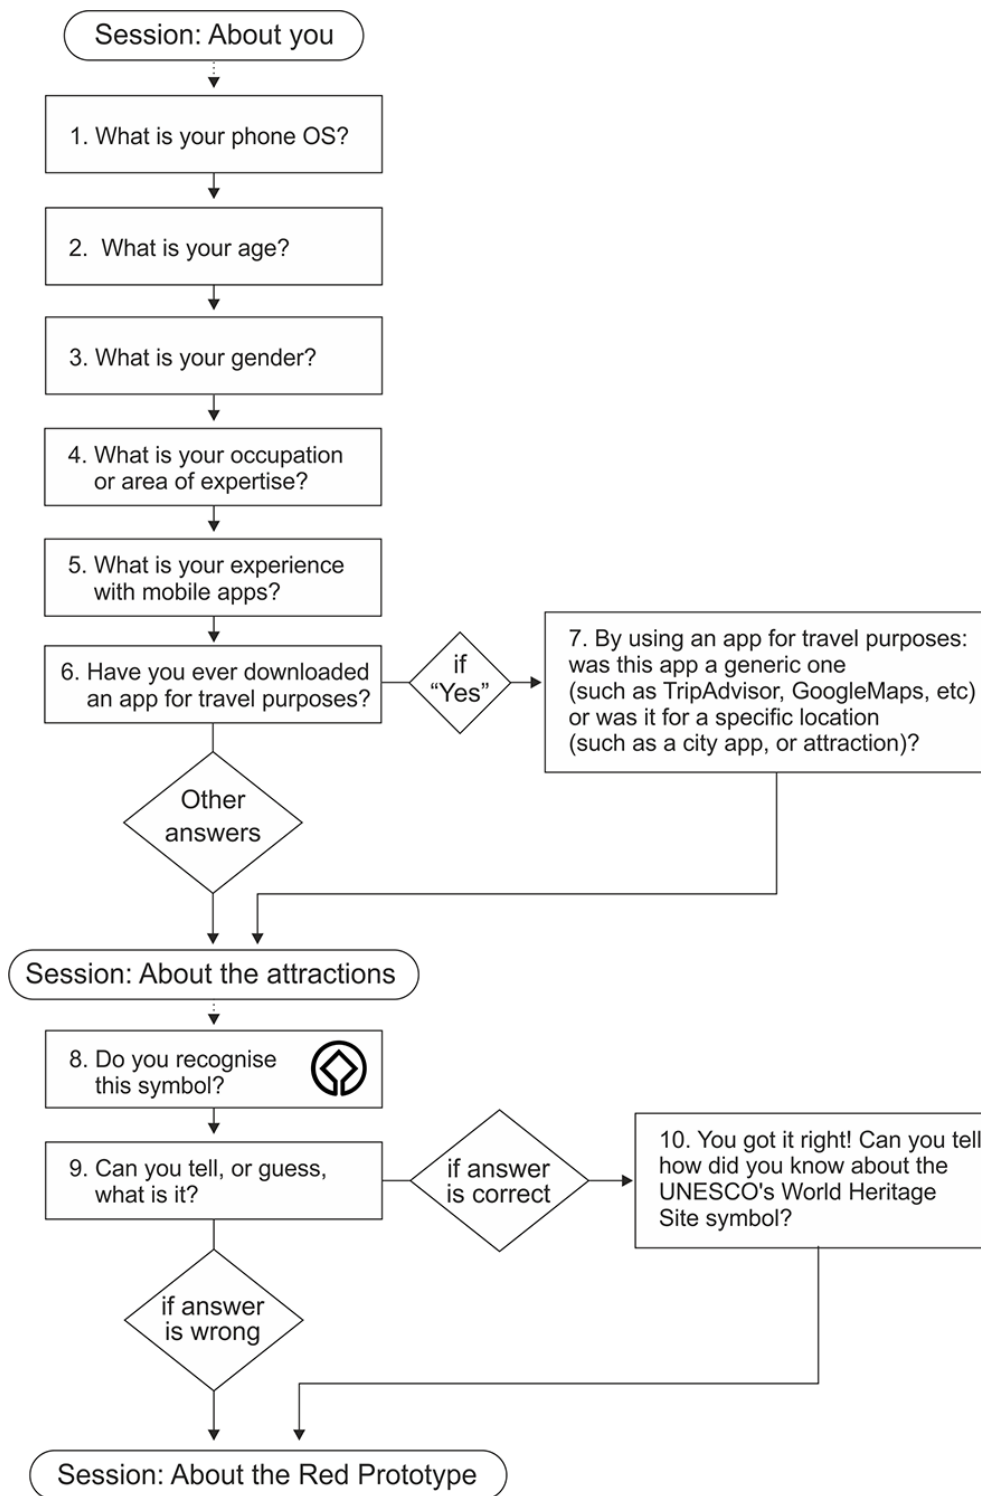 Session: About you
1. What is your phone OS?
2. What is your age?
3. What is your gender?
4. What is your occupation
or area of expertise?
5. What is your experience
with mobile apps?
6. Have you ever downloaded
an app for travel purposes?
if
“Yes”
7. By using an app for travel purposes:
was this app a generic one
(such as TripAdvisor, GoogleMaps, etc)
or was it for a specific location
(such as a city app, or attraction)?
Other
answers
Session: About the attractions
8. Do you recognise
this symbol?
9. Can you tell, or guess,
what is it?
if answer
is correct
10. You got it right! Can you tell
how did you know about the
UNESCO's World Heritage
Site symbol?
if answer
is wrong
Session: About the Red Prototype